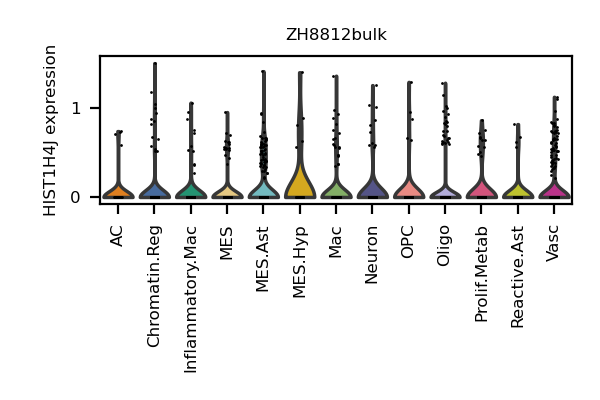 ZH8812bulk
HIST1H4J expression
1
0
AC
Chromatin.Reg
Inflammatory.Mac
MES
MES.Ast
MES.Hyp
Mac
Neuron
OPC
Oligo
Prolif.Metab
Reactive.Ast
Vasc